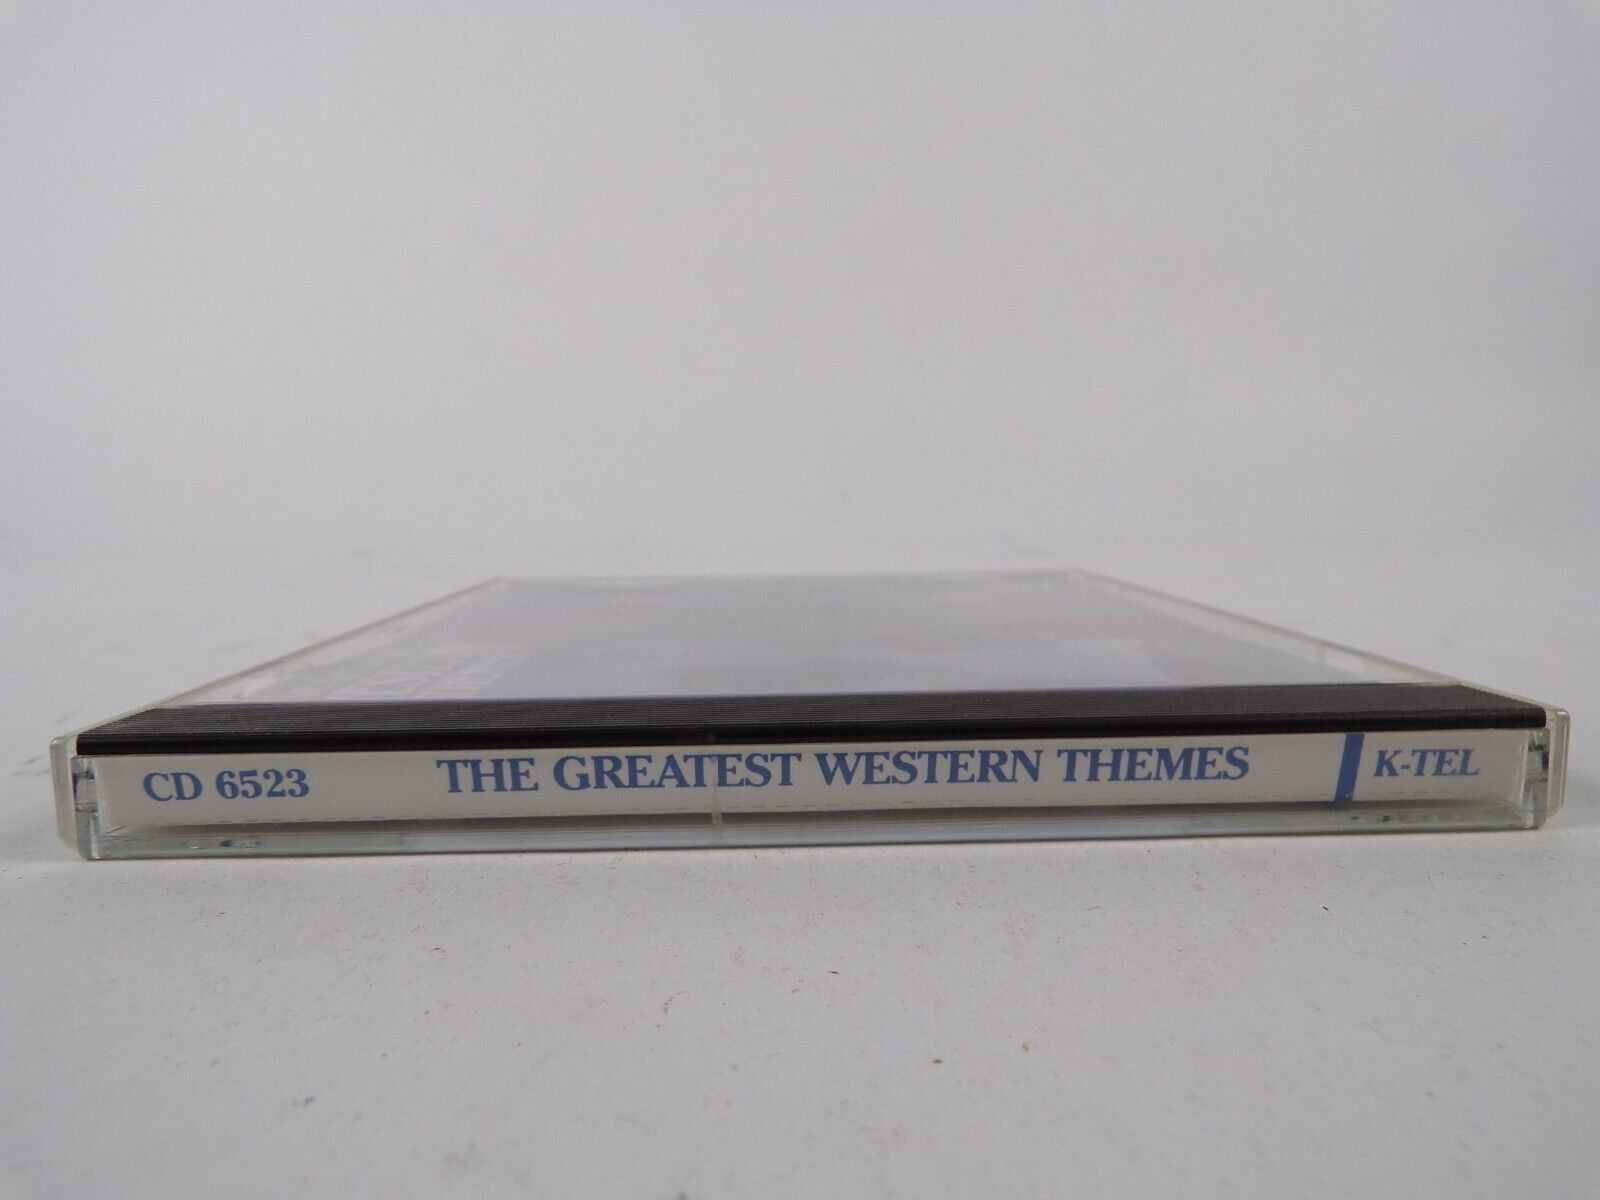 CD 6523 THE GREATEST WESTERN THEMES K-TEL